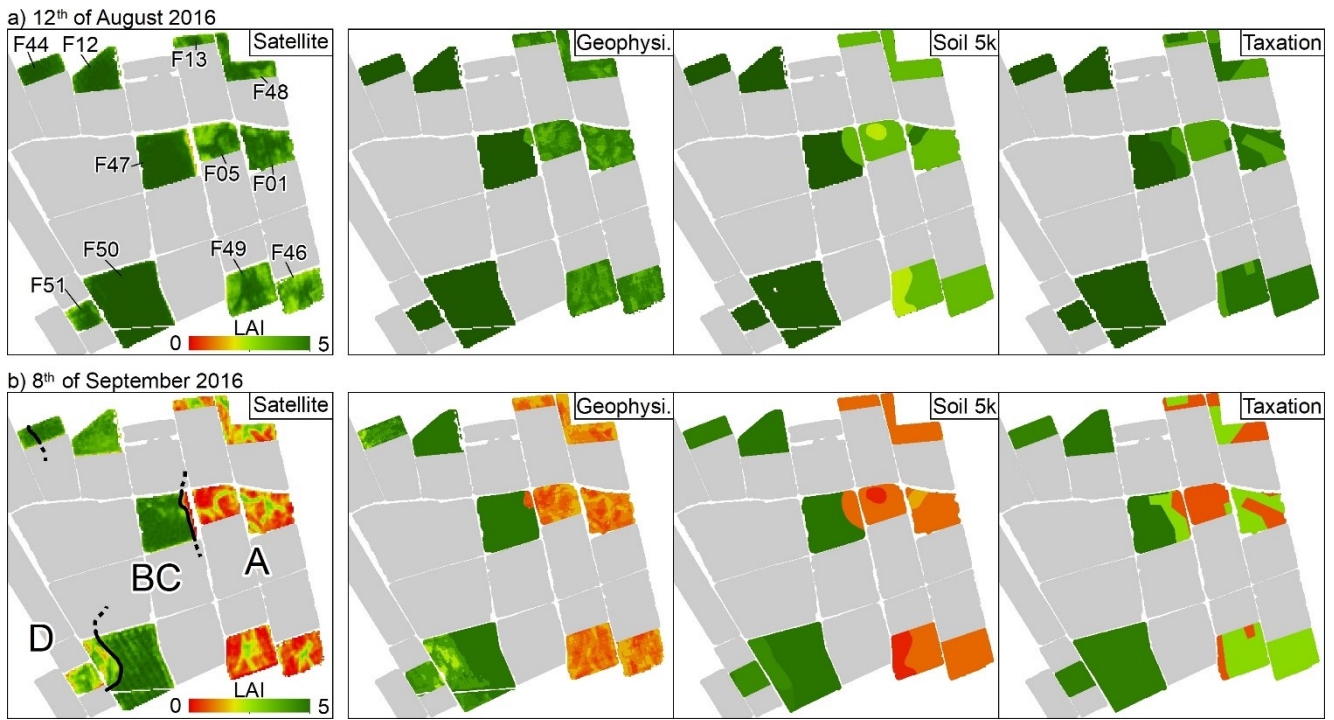 a) 12th of August 2016
Satellite
Geophysi.
Soil 5k
Taxation
F44
F12
F13
F48
F47
F05
F01
F50
F49
F46
F51
LAI
0
5
b) 8th of September 2016
Satellite
Geophysi.
Soil 5k
Taxation
A
BC
D
LAI
0
5